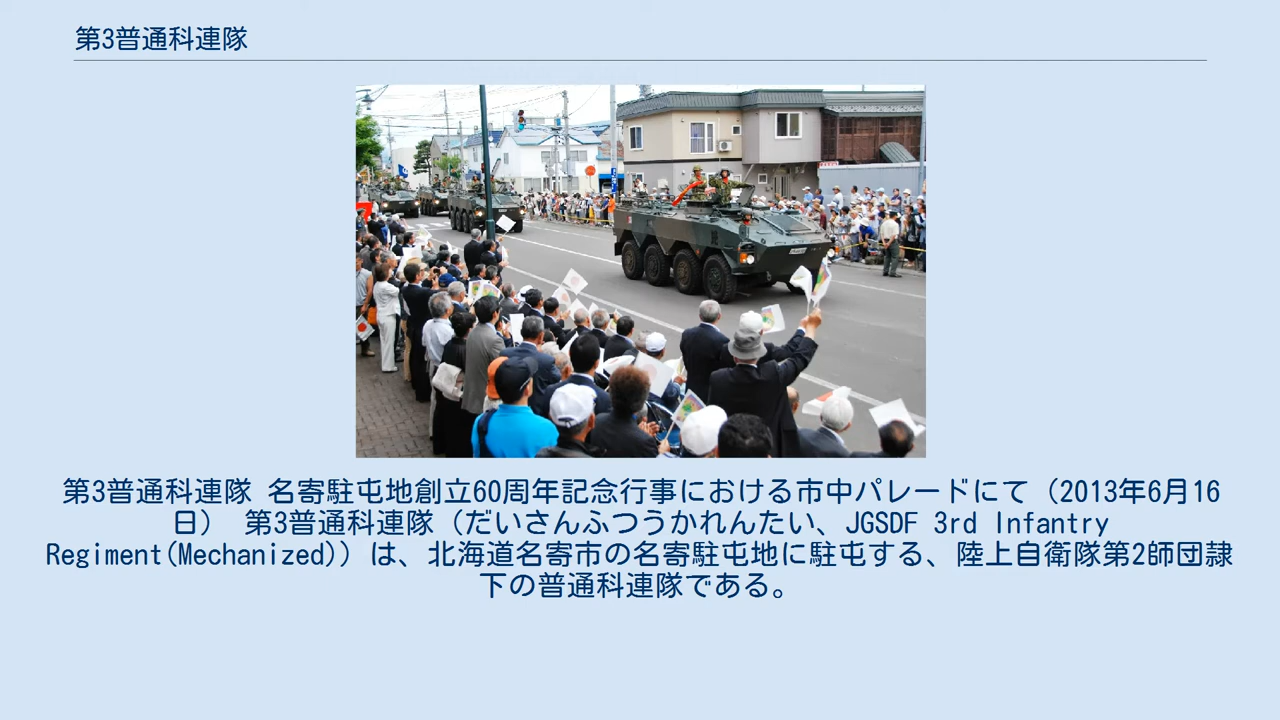 第3普通科連隊
第3普通科連隊 名寄駐屯地創立60周年記念行事における市中パレードにて（2013年6月16
日） 第3普通科連隊（だいさんふつうかれんたい、JGSDF 3rd Infantry
Regiment(Mechanized)）は、北海道名寄市の名寄駐屯地に駐屯する、陸上自衛隊第2師団隷
下の普通科連隊である。